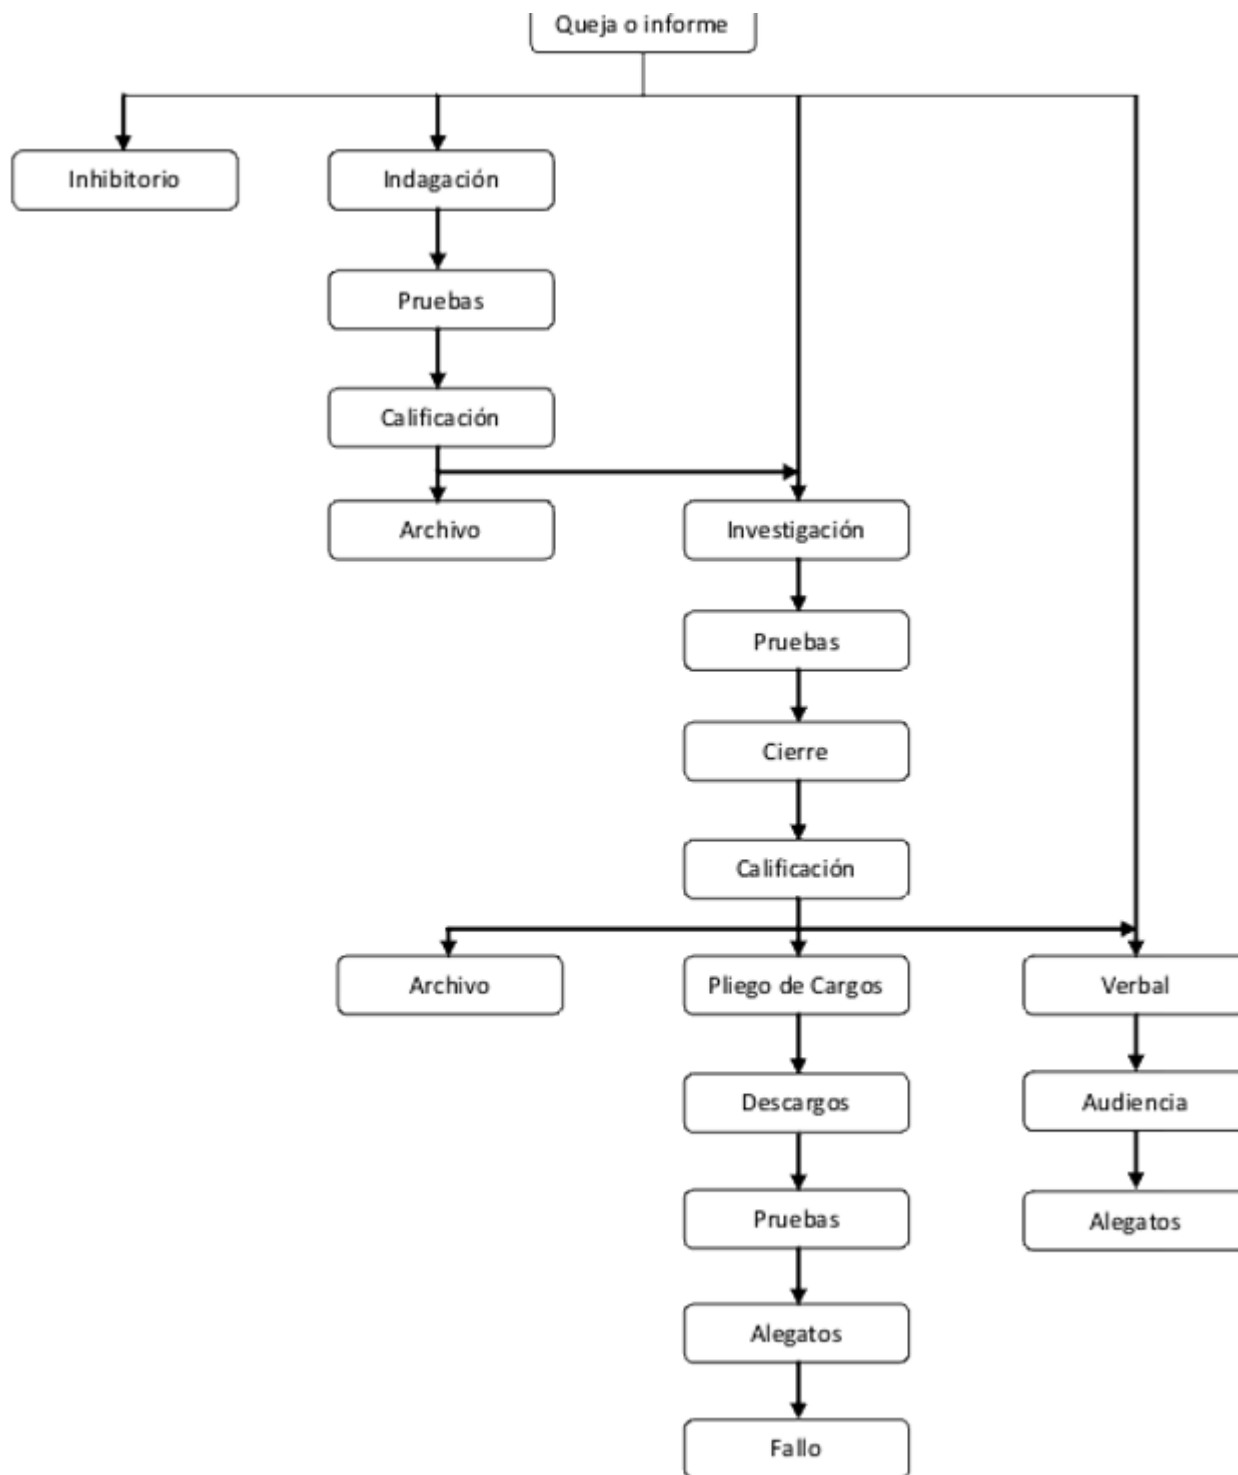 Queja o informe
Inhibitorio
Indagación
Pruebas
Calificación
Archivo
Investigación
Pruebas
Cierre
Calificación
Archivo
Pliego de Cargos
Verbal
Descargos
Audiencia
Pruebas
Alegatos
Alegatos
Fallo